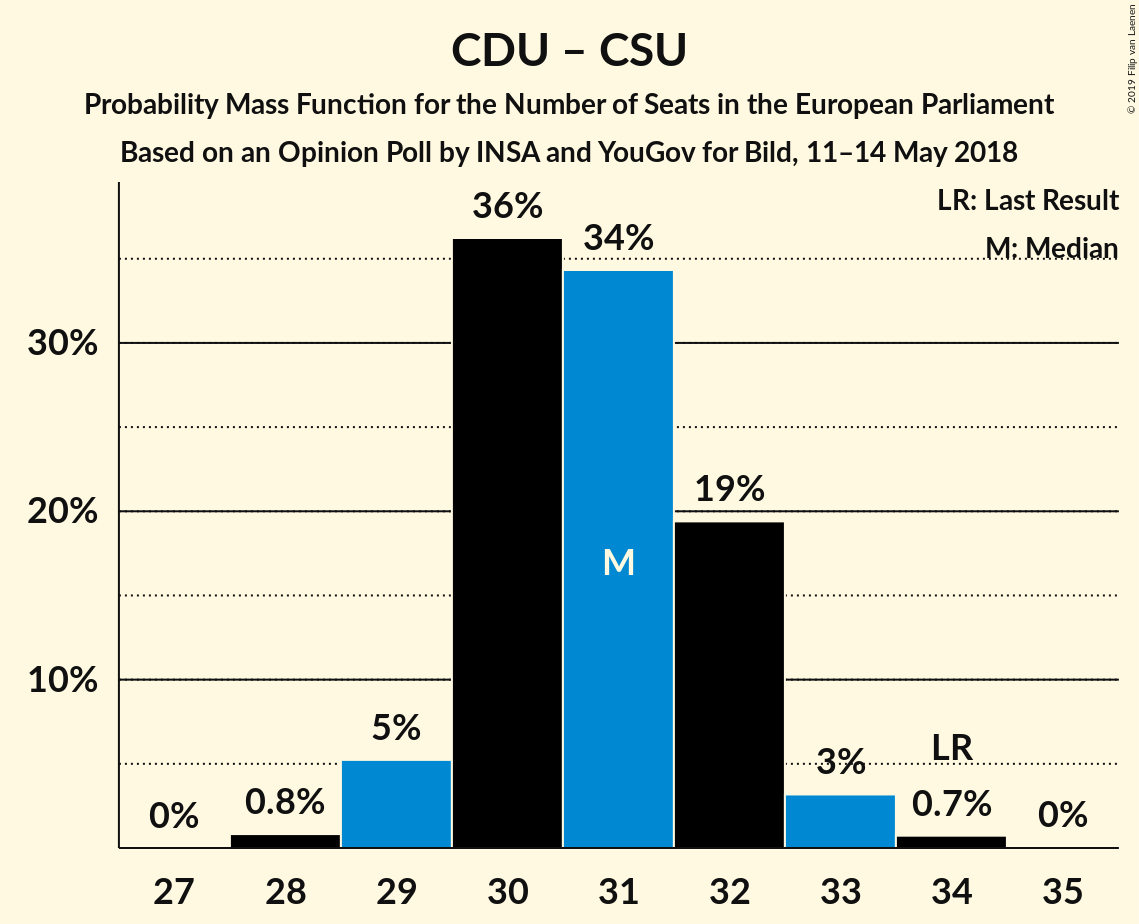 CDU – CSU
Probability Mass Function for the Number of Seats in the European Parliament
Based on an Opinion Poll by INSA and YouGov for Bild, 11–14 May 2018
© 2019 Filip van Laenen
LR: Last Result
M: Median
36%
34%
30%
19%
20%
M
10%
5%
LR
3%
0%
0.8%
0.7%
0%
27 28 29 30 31 32 33 34 35